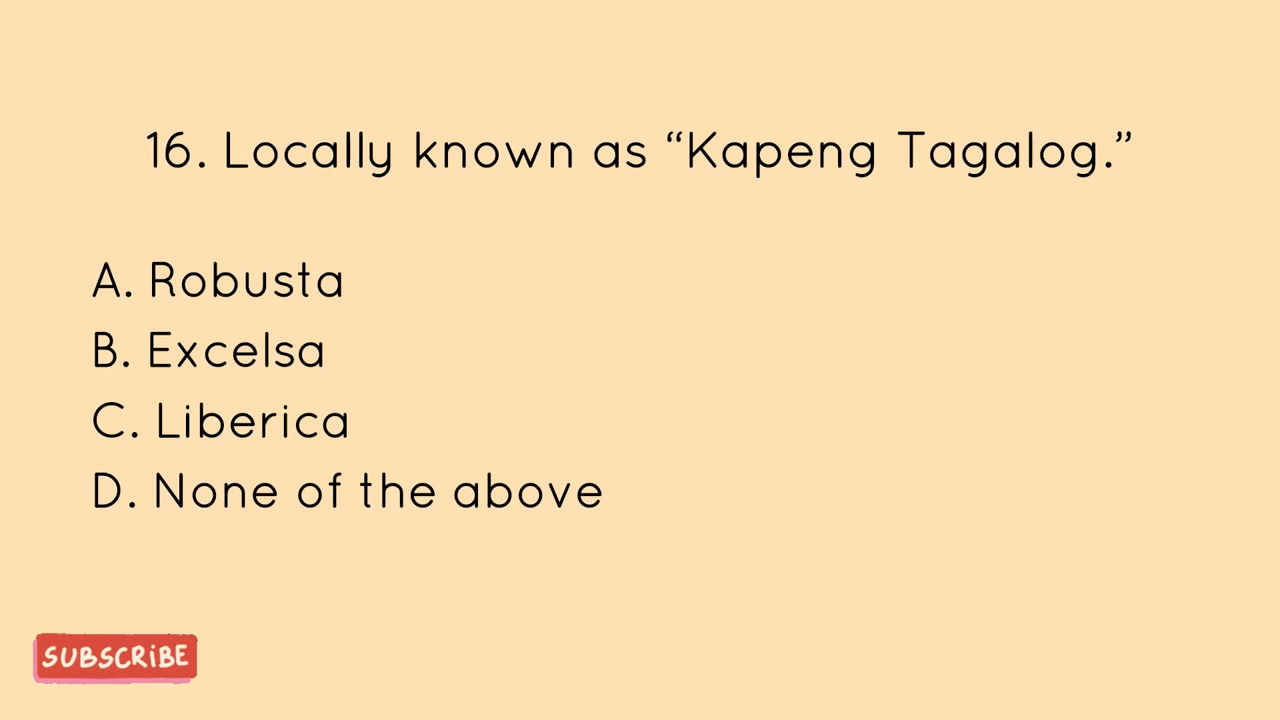 16. Locally known as “Kapeng Tagalog.”
A. Robusta
B. Excelsa
C. Liberica
D. None of the above
SUBSCRiBE